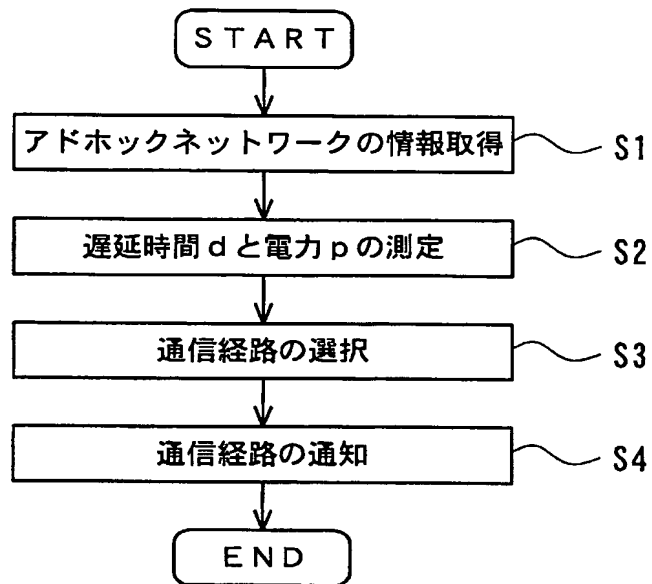 START
アドホックネットワークの情報取得 S1
遅延時間dと電力pの測定 S2
通信経路の選択 S3
通信経路の通知 S4
END